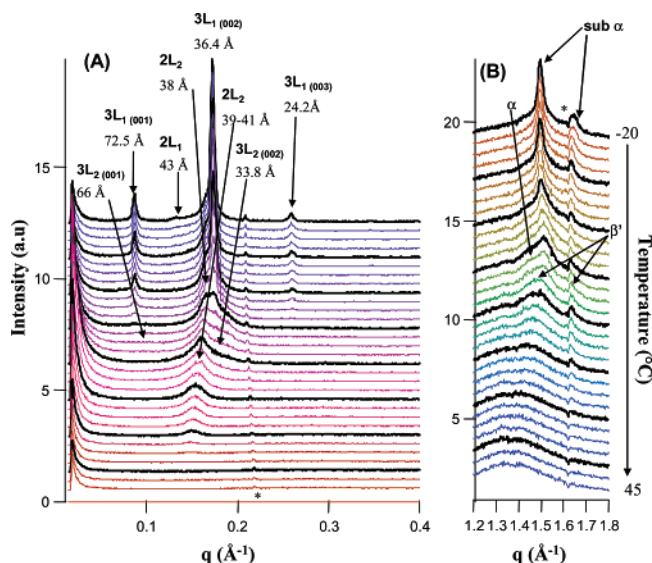 (A)
3L1 (002)
36.4 Å
2L2
38 Å
2L2
39-41 Å
3L1 (003)
24.2Å
3L1 (001)
72.5 Å
2L1
43 Å
3L2 (002)
33.8 Å
3L2 (001)
66 Å
*
Intensity (a.u)
15
10
5
0
0.1 0.2 0.3 0.4
q (Å-1)
(B)
sub α
α
*
β'
20
15
10
5
-20
Temperature (°C)
45
1.2 1.3 1.4 1.5 1.6 1.7 1.8
q (Å-1)